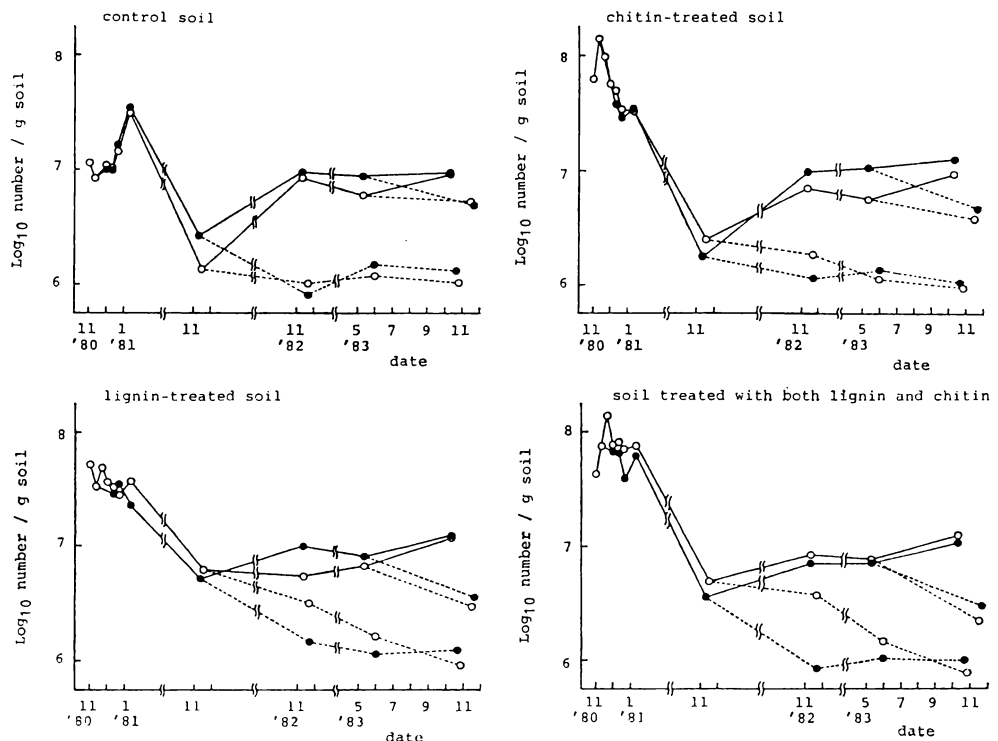 control soil
8
7
6
Log10 number / g soil
11 1 11 11 5 7 9 11
'80 '81 '82 '83
date
chitin-treated soil
8
7
6
Log10 number / g soil
11 1 11 11 5 7 9 11
'80 '81 '82 '83
date
lignin-treated soil
8
7
6
Log10 number / g soil
11 1 11 11 5 7 9 11
'80 '81 '82 '83
date
soil treated with both lignin and chitin
8
7
6
Log10 number / g soil
11 1 11 11 5 7 9 11
'80 '81 '82 '83
date